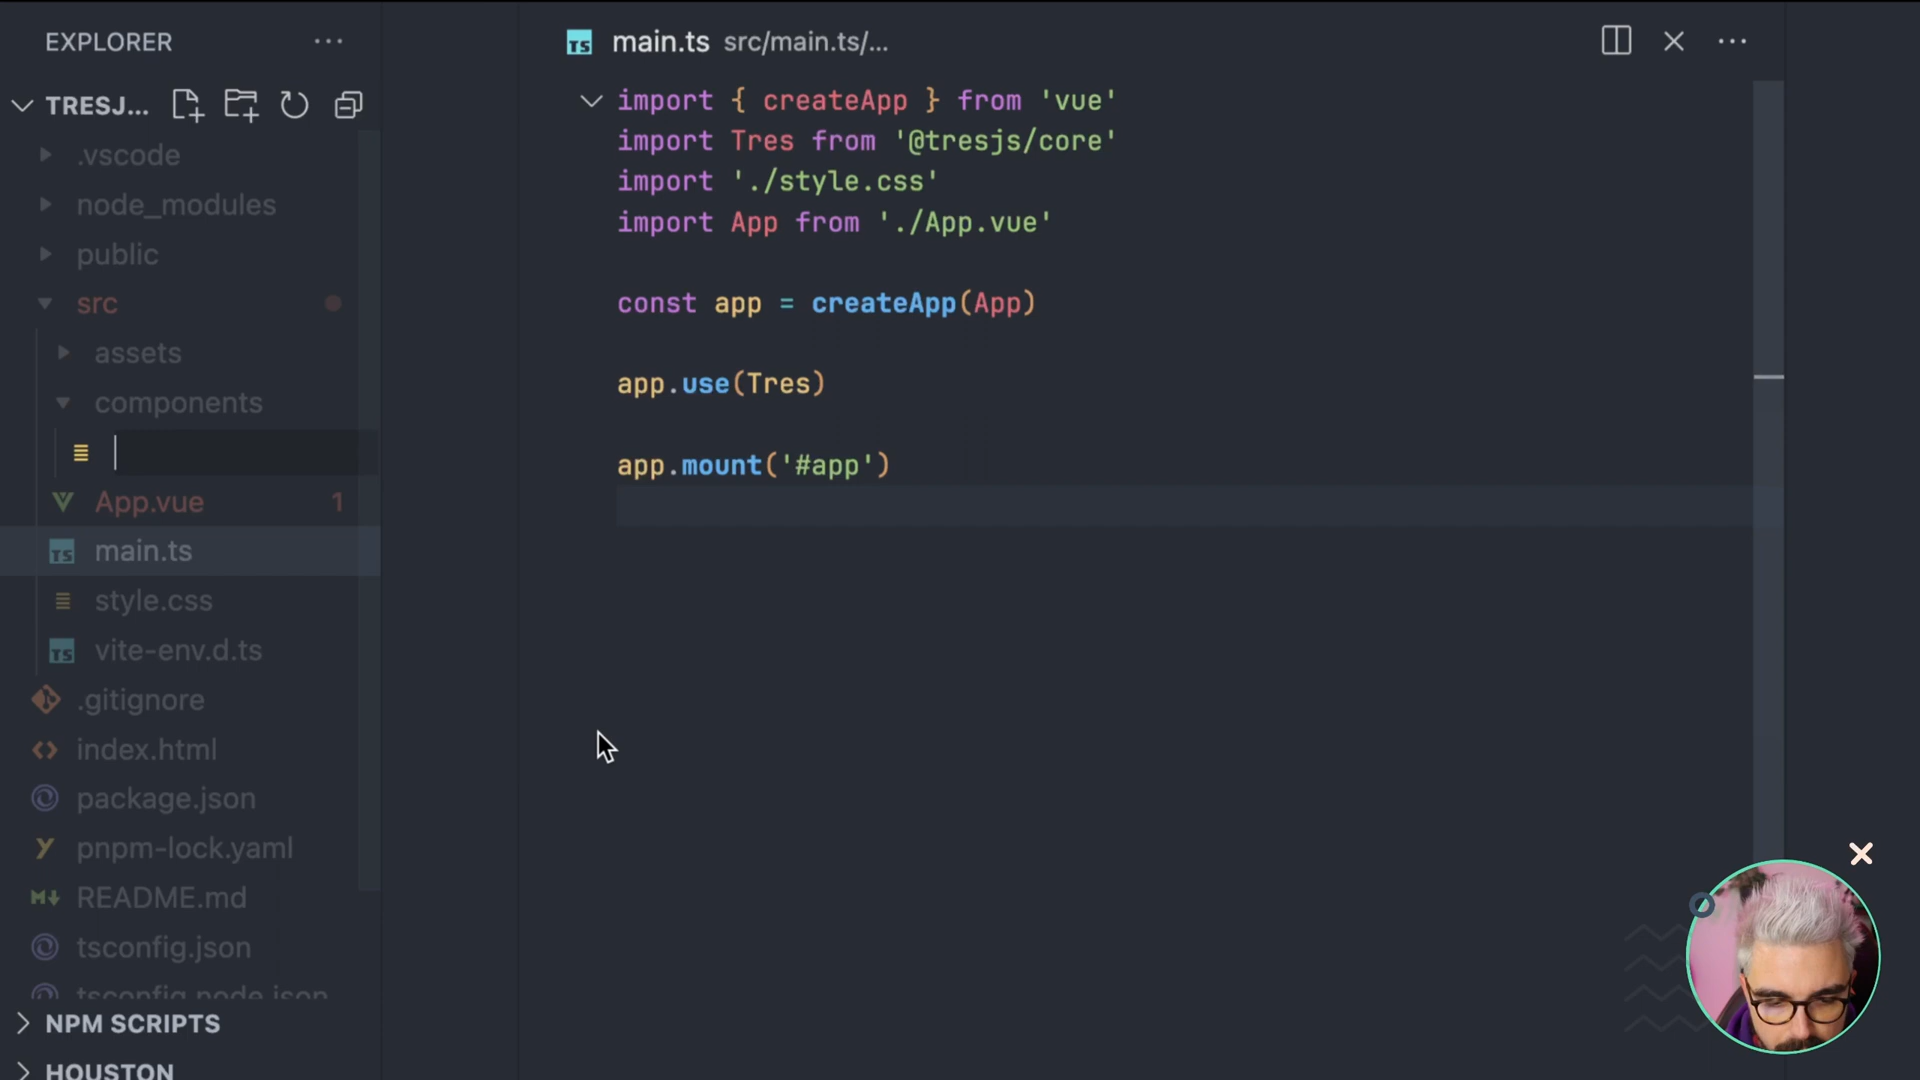 EXPLORER
TRESJ...
.vscode
node_modules
public
src
assets
components
App.vue 1
main.ts
style.css
vite-env.d.ts
.gitignore
index.html
package.json
pnpm-lock.yaml
README.md
tsconfig.json
tsconfig.node.json
NPM SCRIPTS
HOUSTON
TS main.ts src/main.ts/...
import { createApp } from 'vue'
import Tres from '@tresjs/core'
import './style.css'
import App from './App.vue'
const app = createApp(App)
app.use(Tres)
app.mount('#app')